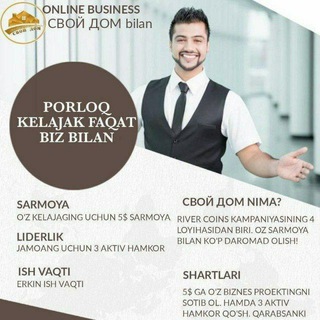 СВОЙ ДОМ
ONLINE BUSINESS
СВОЙ ДОМ bilan
PORLOQ
KELAJAK FAQAT
BIZ BILAN
SARMOYA
O'Z KELAJAGING UCHUN 5$ SARMOYA
LIDERLIK
JAMOANG UCHUN 3 AKTIV HAMKOR
ISH VAQTI
ERKIN ISH VAQTI
СВОЙ ДОМ NIMA?
RIVER COINS KAMPANIYASINING 4
LOYIHASIDAN BIRI. OZ SARMOYA
BILAN KO'P DAROMAD OLISH!
SHARTLARI
5$ GA O'Z BIZNES PROEKTINGNI
SOTIB OL. HAMDA 3 AKTIV
HAMKOR QO'SH. QARABSANKI